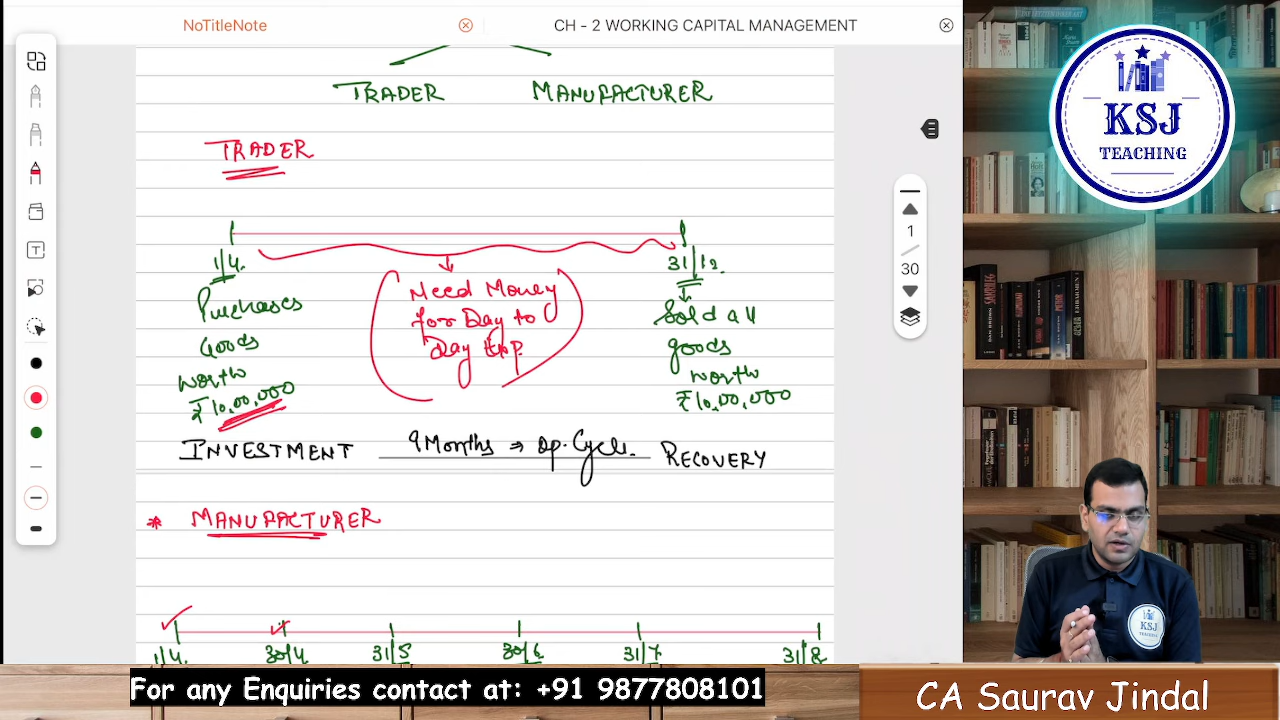 NoTitleNote
CH - 2 WORKING CAPITAL MANAGEMENT
TRADER
MANUFACTURER
TRADER
1/4.
31/12.
Purchases
Goods
worth
₹10,00,000
Need Money
for Day to
Day Exp.
Sold all
goods
worth
₹10,00,000
INVESTMENT
9 Months ⇒ Op. Cycle.
RECOVERY
* MANUFACTURER
1/4.
30/4
31/5
30/6
31/7
31/8
1
30
KSJ
TEACHING
KSJ
TEACHING
For any Enquiries contact at: +91 9877808101
CA Saurav Jindal